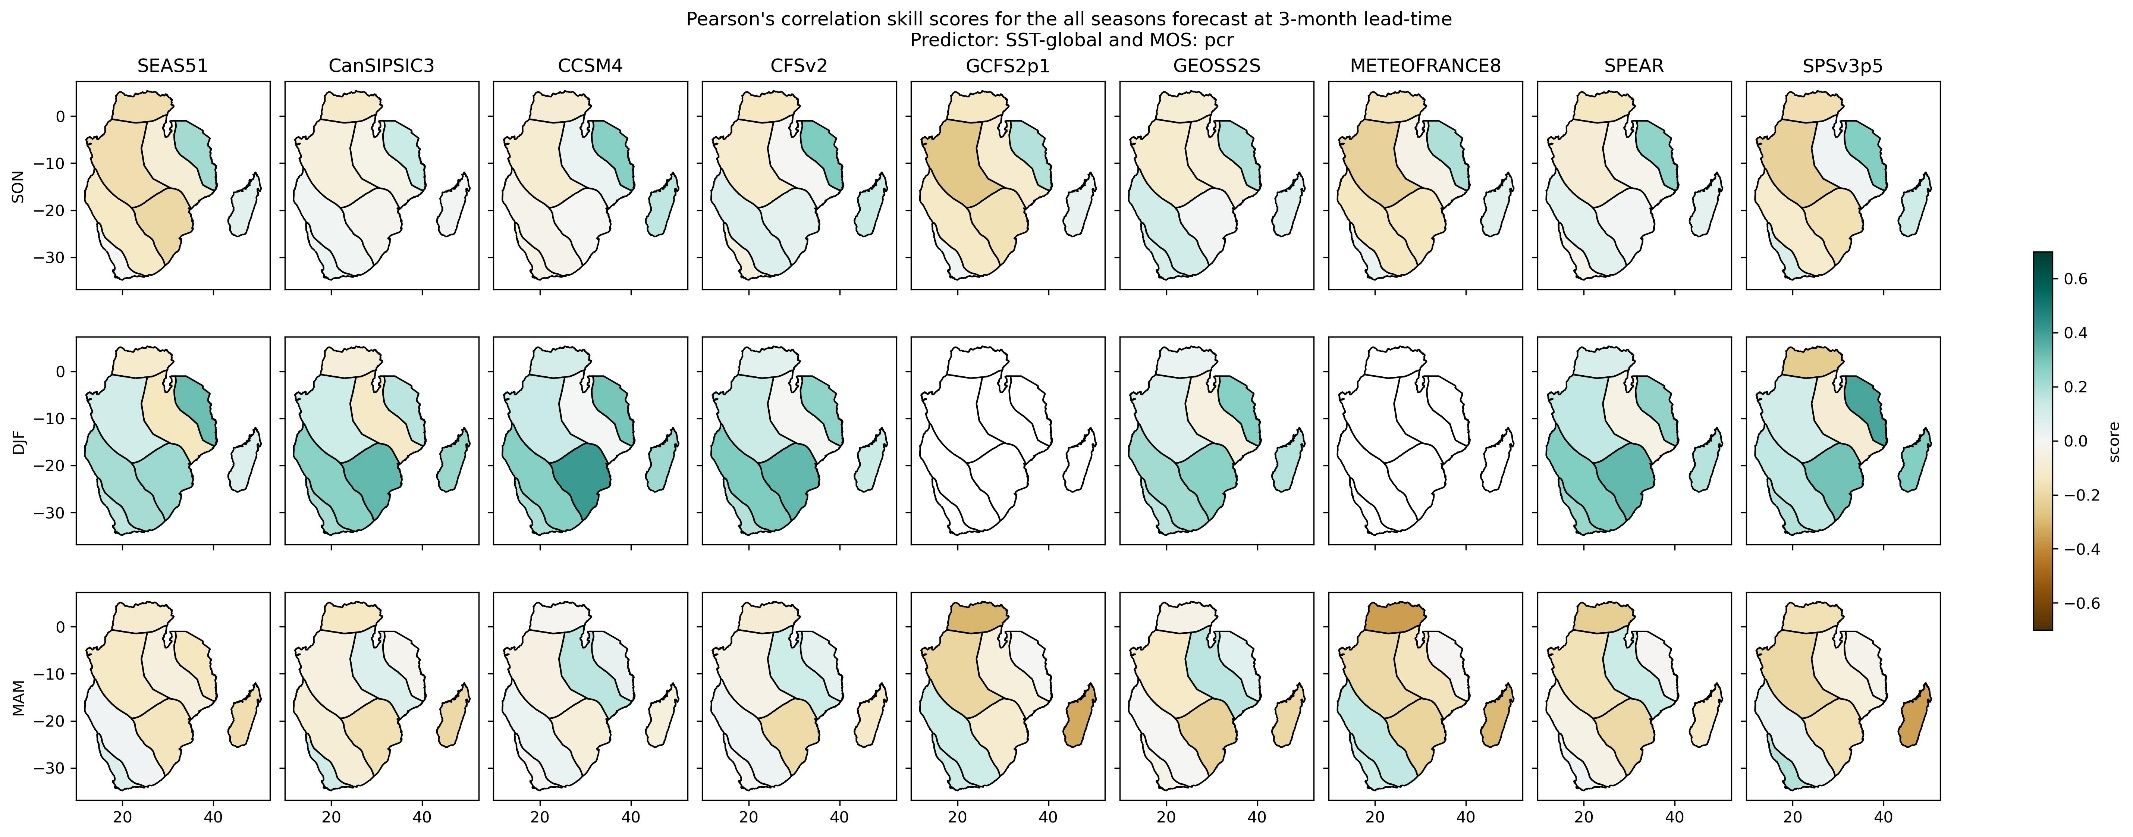 Pearson's correlation skill scores for the all seasons forecast at 3-month lead-time
Predictor: SST-global and MOS: pcr
SEAS51 CanSIPSIC3 CCSM4 CFSv2 GCFS2p1 GEOSS2S METEOFRANCE8 SPEAR SPSv3p5
SON
0
−10
−20
−30
DJF
0
−10
−20
−30
MAM
0
−10
−20
−30
20 40 20 40 20 40 20 40 20 40 20 40 20 40 20 40 20 40
0.6
0.4
0.2
0.0
−0.2
−0.4
−0.6
score